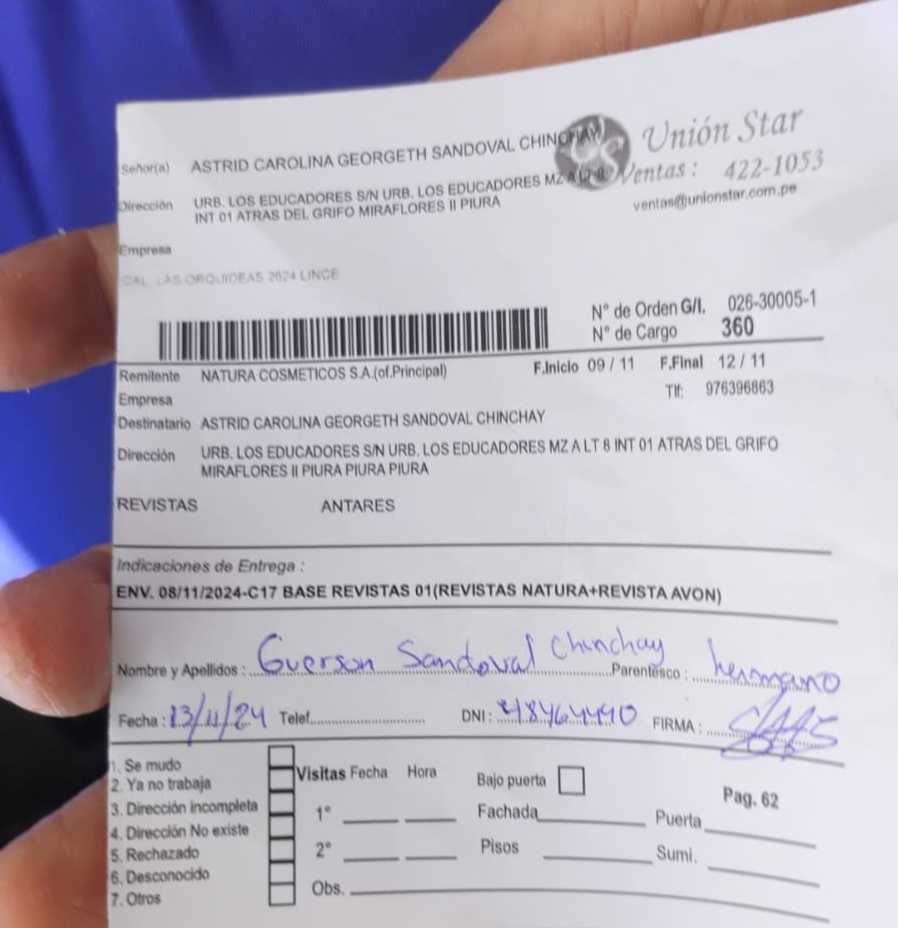 Señor(a) ASTRID CAROLINA GEORGETH SANDOVAL CHINCHAY
Unión Star
Dirección URB. LOS EDUCADORES S/N URB. LOS EDUCADORES MZ A LT 8
INT 01 ATRAS DEL GRIFO MIRAFLORES II PIURA
Ventas: 422-1053
ventas@unionstar.com.pe
Empresa
CAL. LAS ORQUIDEAS 2624 LINCE
N° de Orden G/I. 026-30005-1
N° de Cargo 360
Remitente NATURA COSMETICOS S.A.(of.Principal) F.Inicio 09 / 11 F.Final 12 / 11
Empresa Tlf: 976396863
Destinatario ASTRID CAROLINA GEORGETH SANDOVAL CHINCHAY
Dirección URB. LOS EDUCADORES S/N URB. LOS EDUCADORES MZ A LT 8 INT 01 ATRAS DEL GRIFO
MIRAFLORES II PIURA PIURA PIURA
REVISTAS ANTARES
Indicaciones de Entrega :
ENV. 08/11/2024-C17 BASE REVISTAS 01(REVISTAS NATURA+REVISTA AVON)
Nombre y Apellidos : Guerson Sandoval Chinchay Parentesco : hermano
Fecha : 13/11/24 Telef. DNI : 48464490 FIRMA :
1. Se mudo
2. Ya no trabaja
3. Dirección incompleta
4. Dirección No existe
5. Rechazado
6. Desconocido
7. Otros
Visitas Fecha Hora
1°
2°
Obs.
Bajo puerta
Fachada Puerta
Pisos Sumi.
Pag. 62